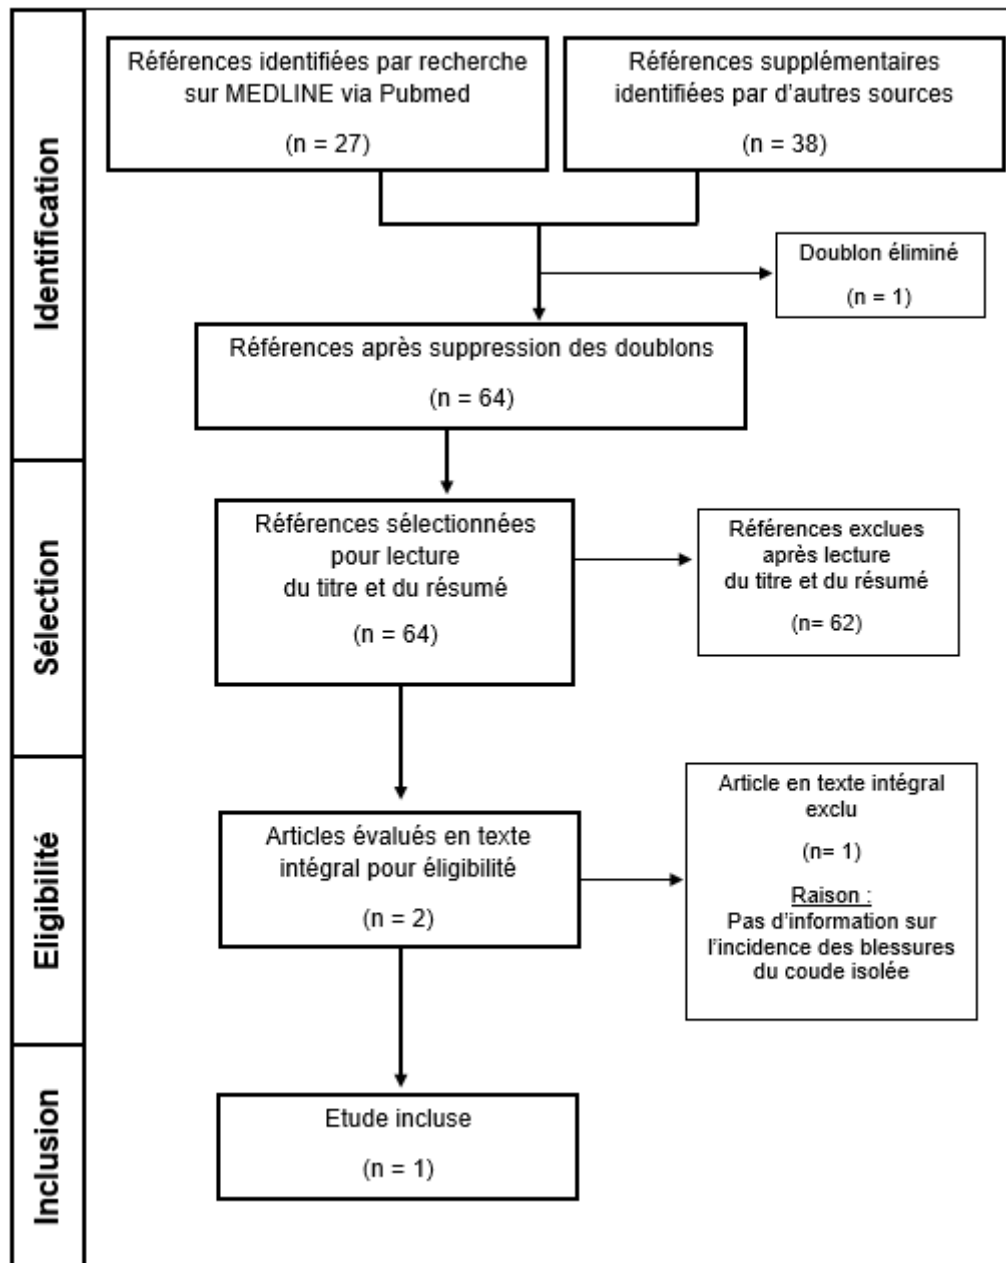 Identification
Références identifiées par recherche
sur MEDLINE via Pubmed
(n = 27)
Références supplémentaires
identifiées par d'autres sources
(n = 38)
Doublon éliminé
(n = 1)
Références après suppression des doublons
(n = 64)
Sélection
Références sélectionnées
pour lecture
du titre et du résumé
(n = 64)
Références exclues
après lecture
du titre et du résumé
(n= 62)
Eligibilité
Articles évalués en texte
intégral pour éligibilité
(n = 2)
Article en texte intégral
exclu
(n= 1)
Raison :
Pas d'information sur
l'incidence des blessures
du coude isolée
Inclusion
Etude incluse
(n = 1)